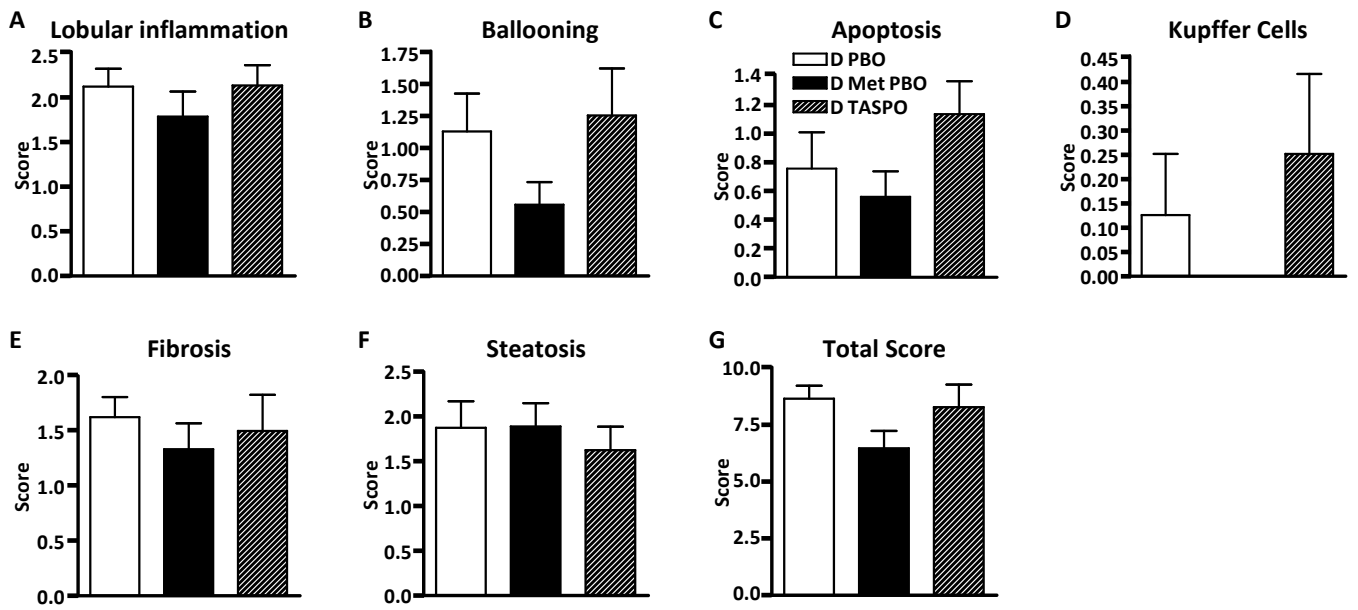 A
Lobular inflammation
2.5
2.0
1.5
1.0
0.5
0.0
Score
B
Ballooning
1.75
1.50
1.25
1.00
0.75
0.50
0.25
0.00
Score
C
Apoptosis
D PBO
D Met PBO
D TASPO
1.4
1.2
1.0
0.8
0.6
0.4
0.2
0.0
Score
D
Kupffer Cells
0.45
0.40
0.35
0.30
0.25
0.20
0.15
0.10
0.05
0.00
Score
E
Fibrosis
2.0
1.5
1.0
0.5
0.0
Score
F
Steatosis
2.5
2.0
1.5
1.0
0.5
0.0
Score
G
Total Score
10.0
7.5
5.0
2.5
0.0
Score